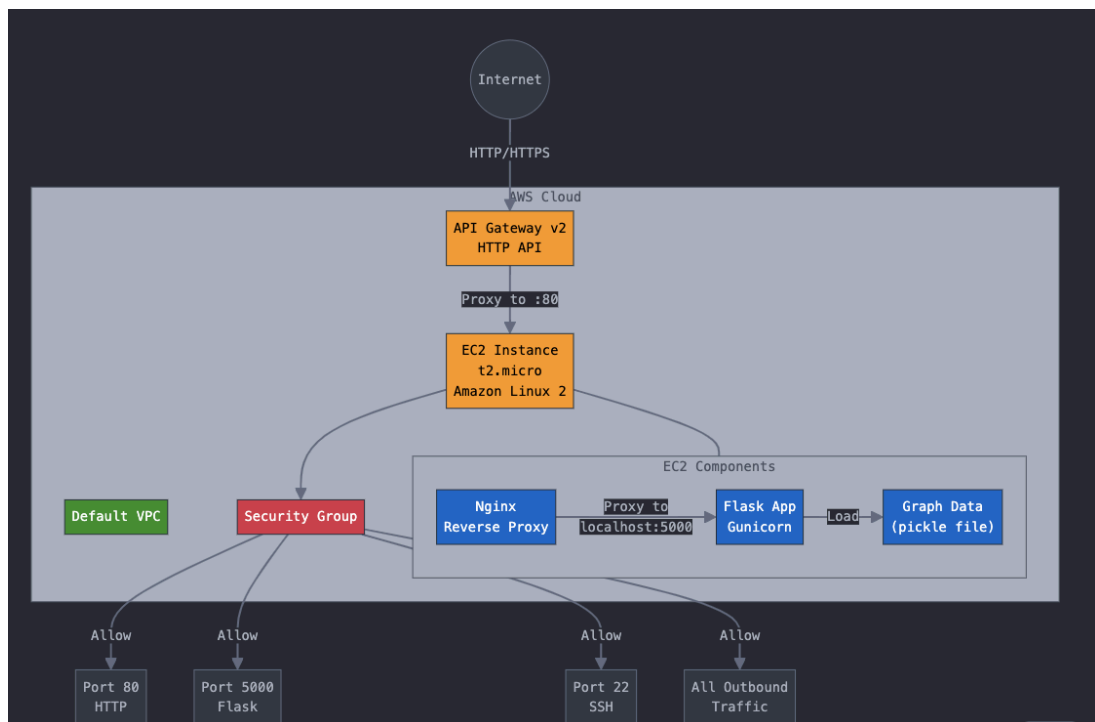 Internet
HTTP/HTTPS
AWS Cloud
API Gateway v2
HTTP API
Proxy to :80
EC2 Instance
t2.micro
Amazon Linux 2
EC2 Components
Default VPC
Security Group
Nginx
Reverse Proxy
Proxy to
localhost:5000
Flask App
Gunicorn
Load
Graph Data
(pickle file)
Allow
Allow
Allow
Allow
Port 80
HTTP
Port 5000
Flask
Port 22
SSH
All Outbound
Traffic